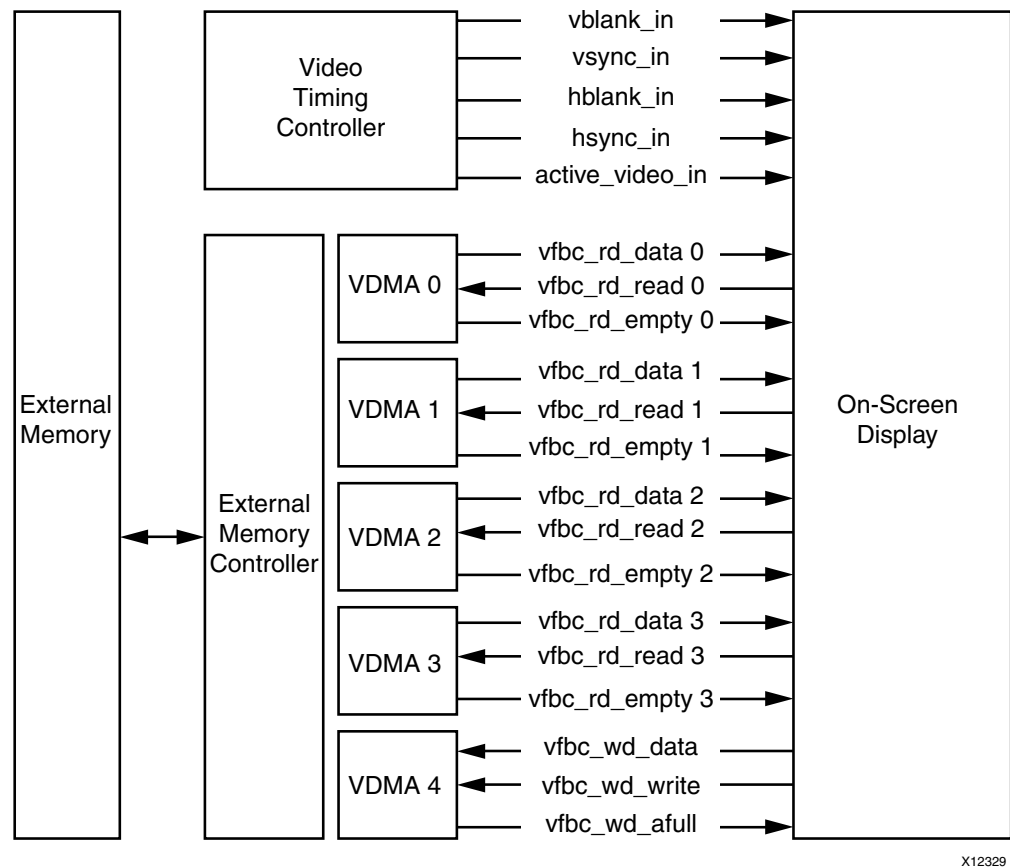 vblank_in
vsync_in
hblank_in
hsync_in
active_video_in
Video
Timing
Controller
vfbc_rd_data 0
vfbc_rd_read 0
vfbc_rd_empty 0
VDMA 0
vfbc_rd_data 1
vfbc_rd_read 1
vfbc_rd_empty 1
VDMA 1
External
Memory
On-Screen
Display
External
Memory
Controller
vfbc_rd_data 2
vfbc_rd_read 2
vfbc_rd_empty 2
VDMA 2
vfbc_rd_data 3
vfbc_rd_read 3
vfbc_rd_empty 3
VDMA 3
vfbc_wd_data
vfbc_wd_write
vfbc_wd_afull
VDMA 4
X12329